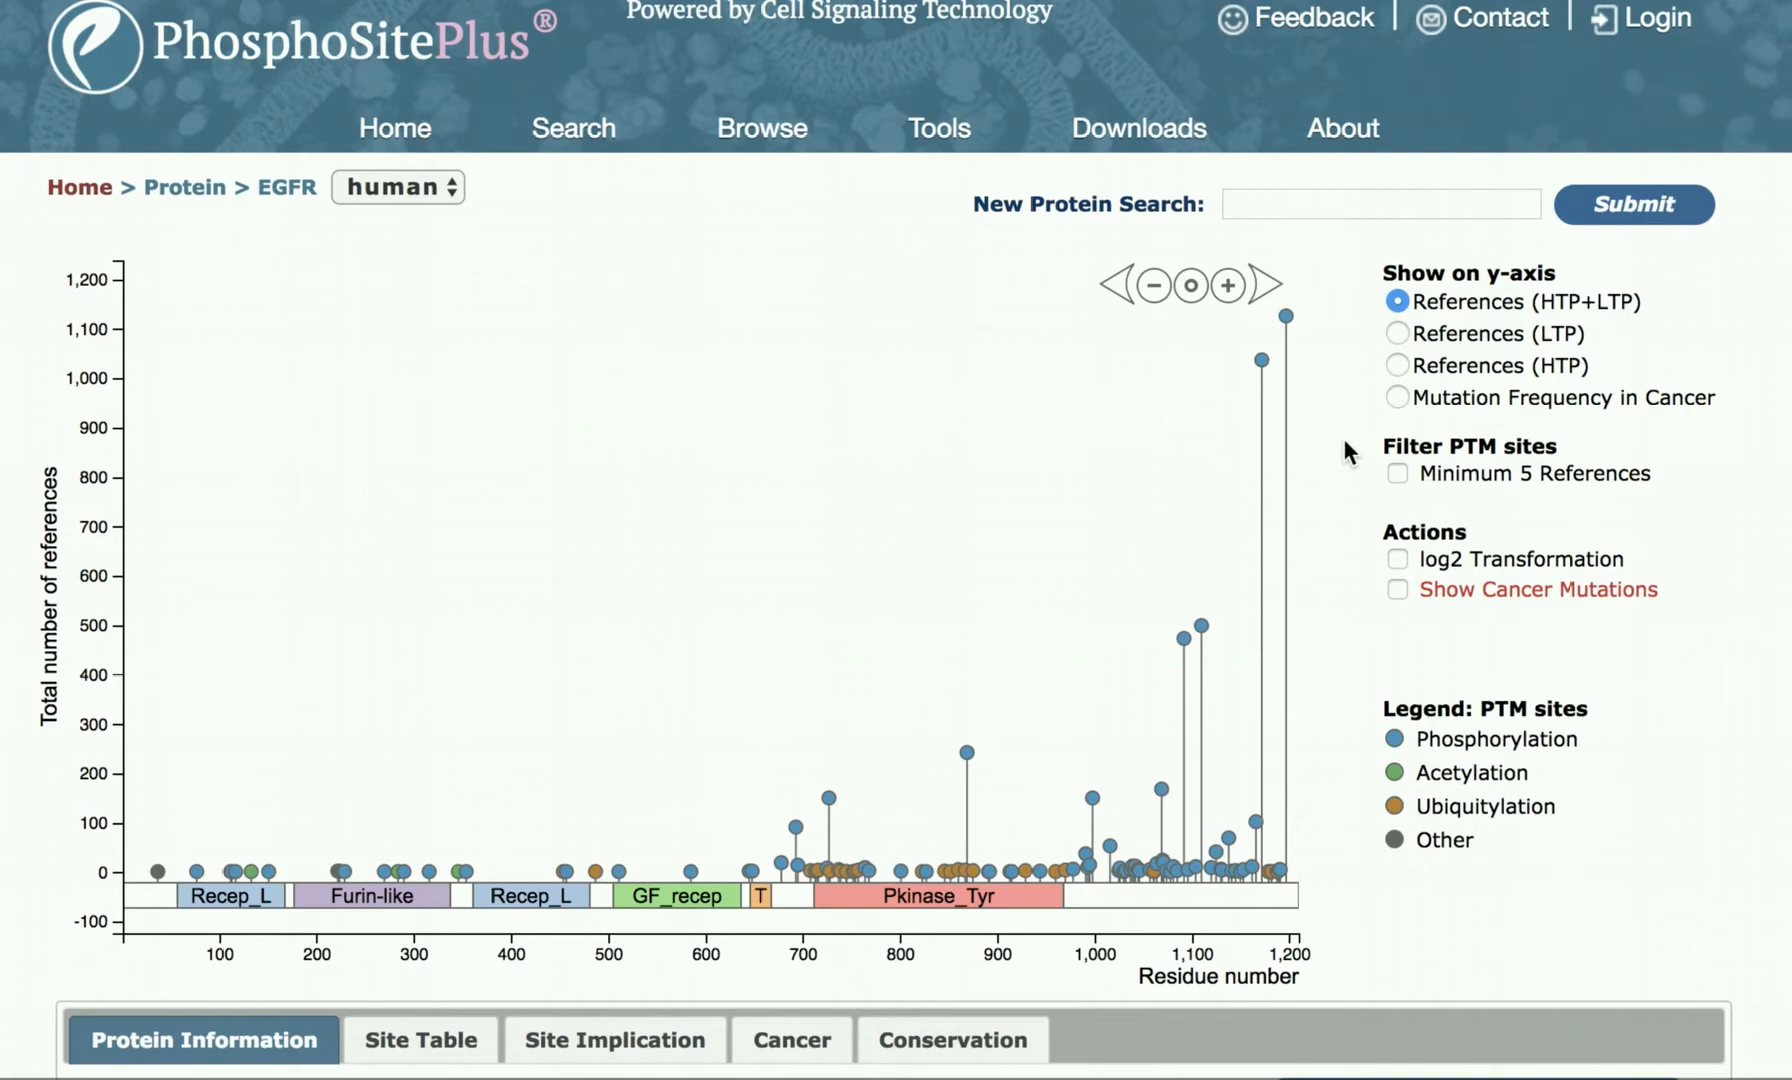 Powered by Cell Signaling Technology
PhosphoSitePlus®
Feedback | Contact | Login
Home Search Browse Tools Downloads About
Home > Protein > EGFR human
New Protein Search: Submit
Total number of references
1,200
1,100
1,000
900
800
700
600
500
400
300
200
100
0
-100
Recep_L Furin-like Recep_L GF_recep T Pkinase_Tyr
100 200 300 400 500 600 700 800 900 1,000 1,100 1,200
Residue number
Show on y-axis
References (HTP+LTP)
References (LTP)
References (HTP)
Mutation Frequency in Cancer
Filter PTM sites
Minimum 5 References
Actions
log2 Transformation
Show Cancer Mutations
Legend: PTM sites
Phosphorylation
Acetylation
Ubiquitylation
Other
Protein Information Site Table Site Implication Cancer Conservation